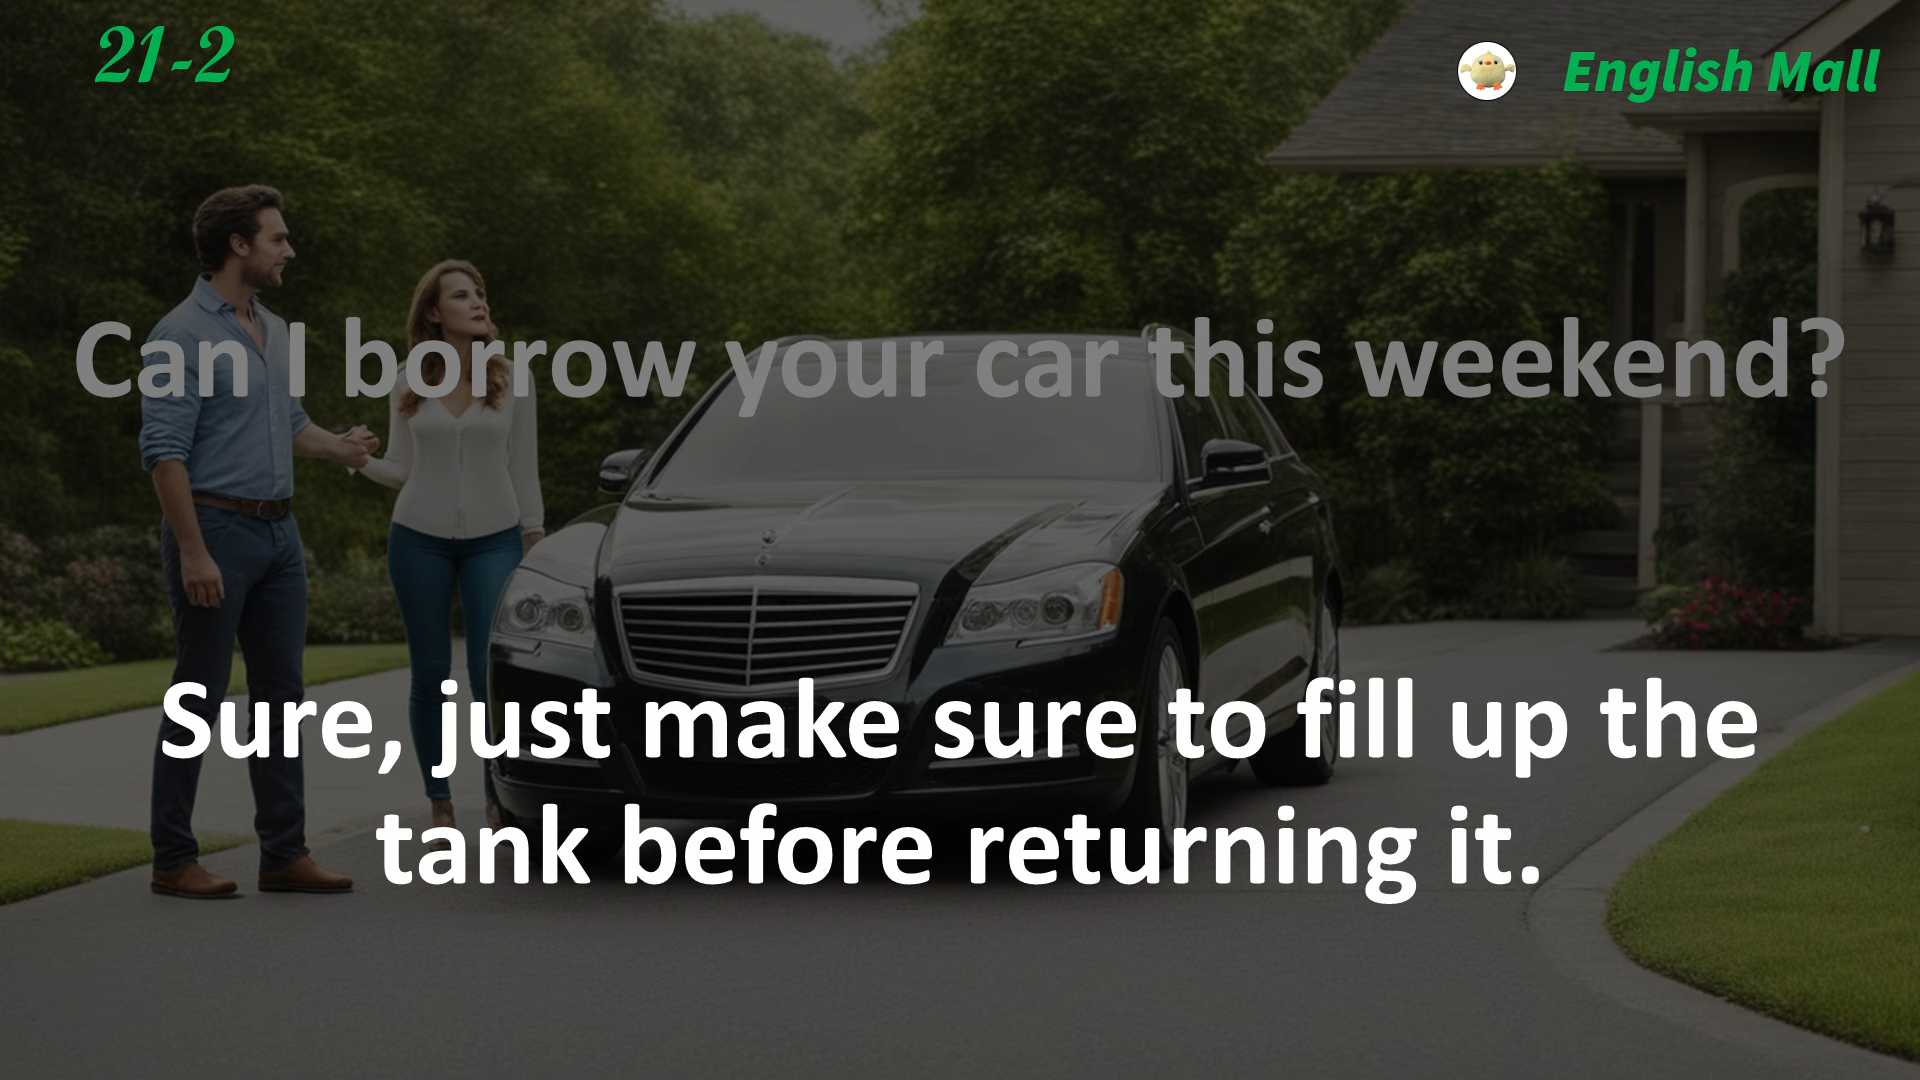 21-2
English Mall
Can I borrow your car this weekend?
Sure, just make sure to fill up the
tank before returning it.